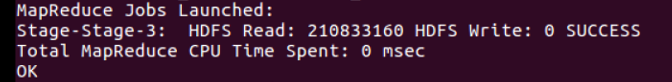 MapReduce Jobs Launched:
Stage-Stage-3:  HDFS Read: 210833160 HDFS Write: 0 SUCCESS
Total MapReduce CPU Time Spent: 0 msec
OK